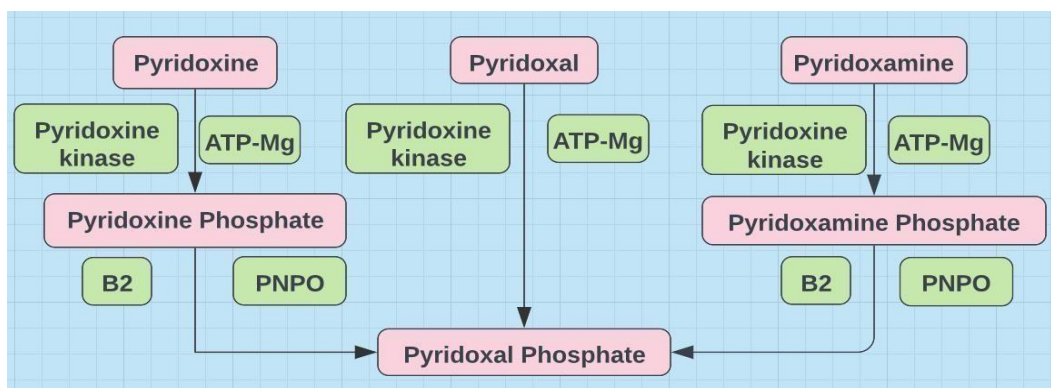 Pyridoxine
Pyridoxal
Pyridoxamine
Pyridoxine
kinase
ATP-Mg
Pyridoxine
kinase
ATP-Mg
Pyridoxine
kinase
ATP-Mg
Pyridoxine Phosphate
Pyridoxamine Phosphate
B2
PNPO
B2
PNPO
Pyridoxal Phosphate